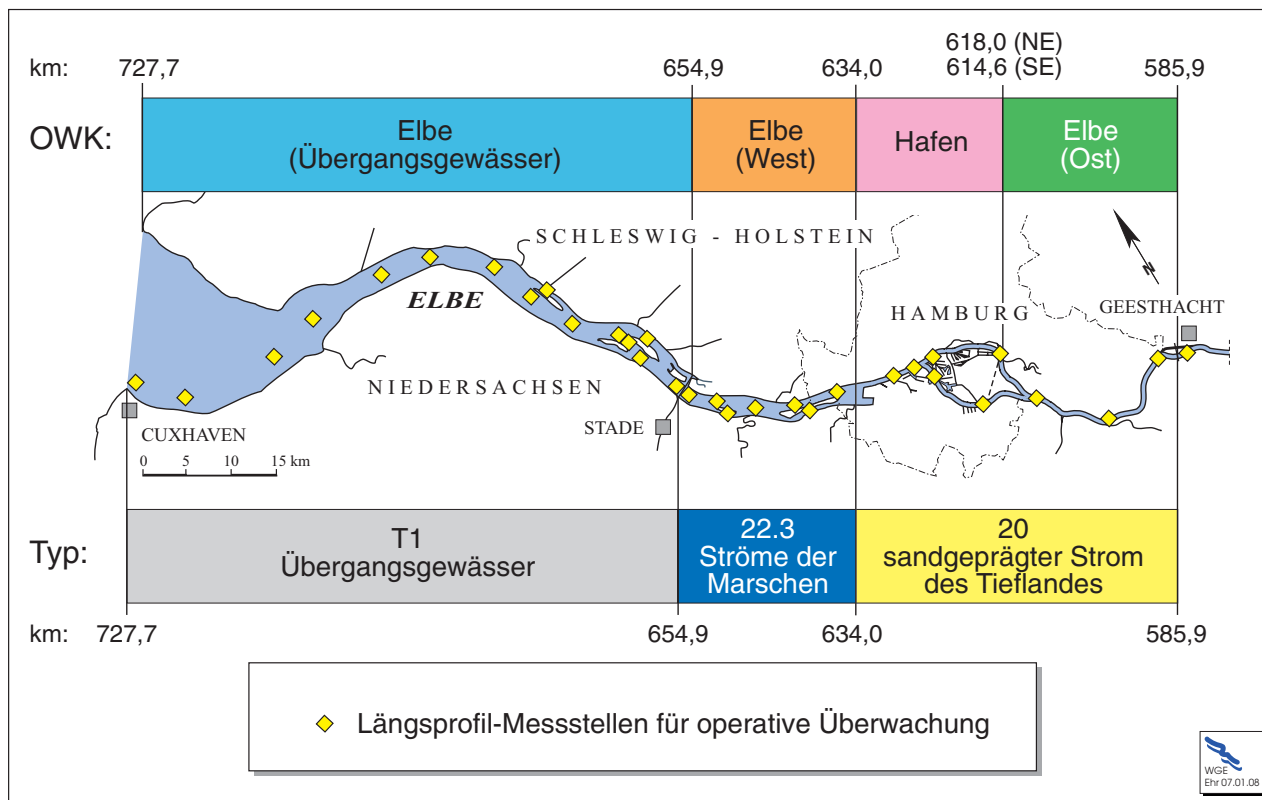 618,0 (NE)
km: 727,7 654,9 634,0 614,6 (SE) 585,9
OWK:
Elbe
(Übergangsgewässer)
Elbe
(West)
Hafen
Elbe
(Ost)
SCHLESWIG - HOLSTEIN
N
ELBE
HAMBURG
GEESTHACHT
NIEDERSACHSEN
STADE
CUXHAVEN
0 5 10 15 km
Typ:
T1
Übergangsgewässer
22.3
Ströme der
Marschen
20
sandgeprägter Strom
des Tieflandes
km: 727,7 654,9 634,0 585,9
Längsprofil-Messstellen für operative Überwachung
WGE
Ehr 07.01.08